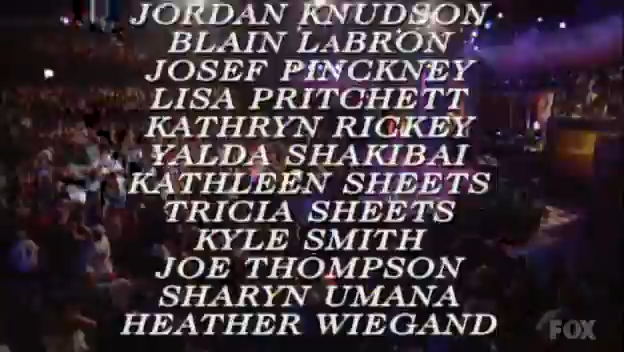 JORDAN KNUDSON
BLAIN LABRON
JOSEF PINCKNEY
LISA PRITCHETT
KATHRYN RICKEY
YALDA SHAKIBAI
KATHLEEN SHEETS
TRICIA SHEETS
KYLE SMITH
JOE THOMPSON
SHARYN UMANA
HEATHER WIEGAND
FOX